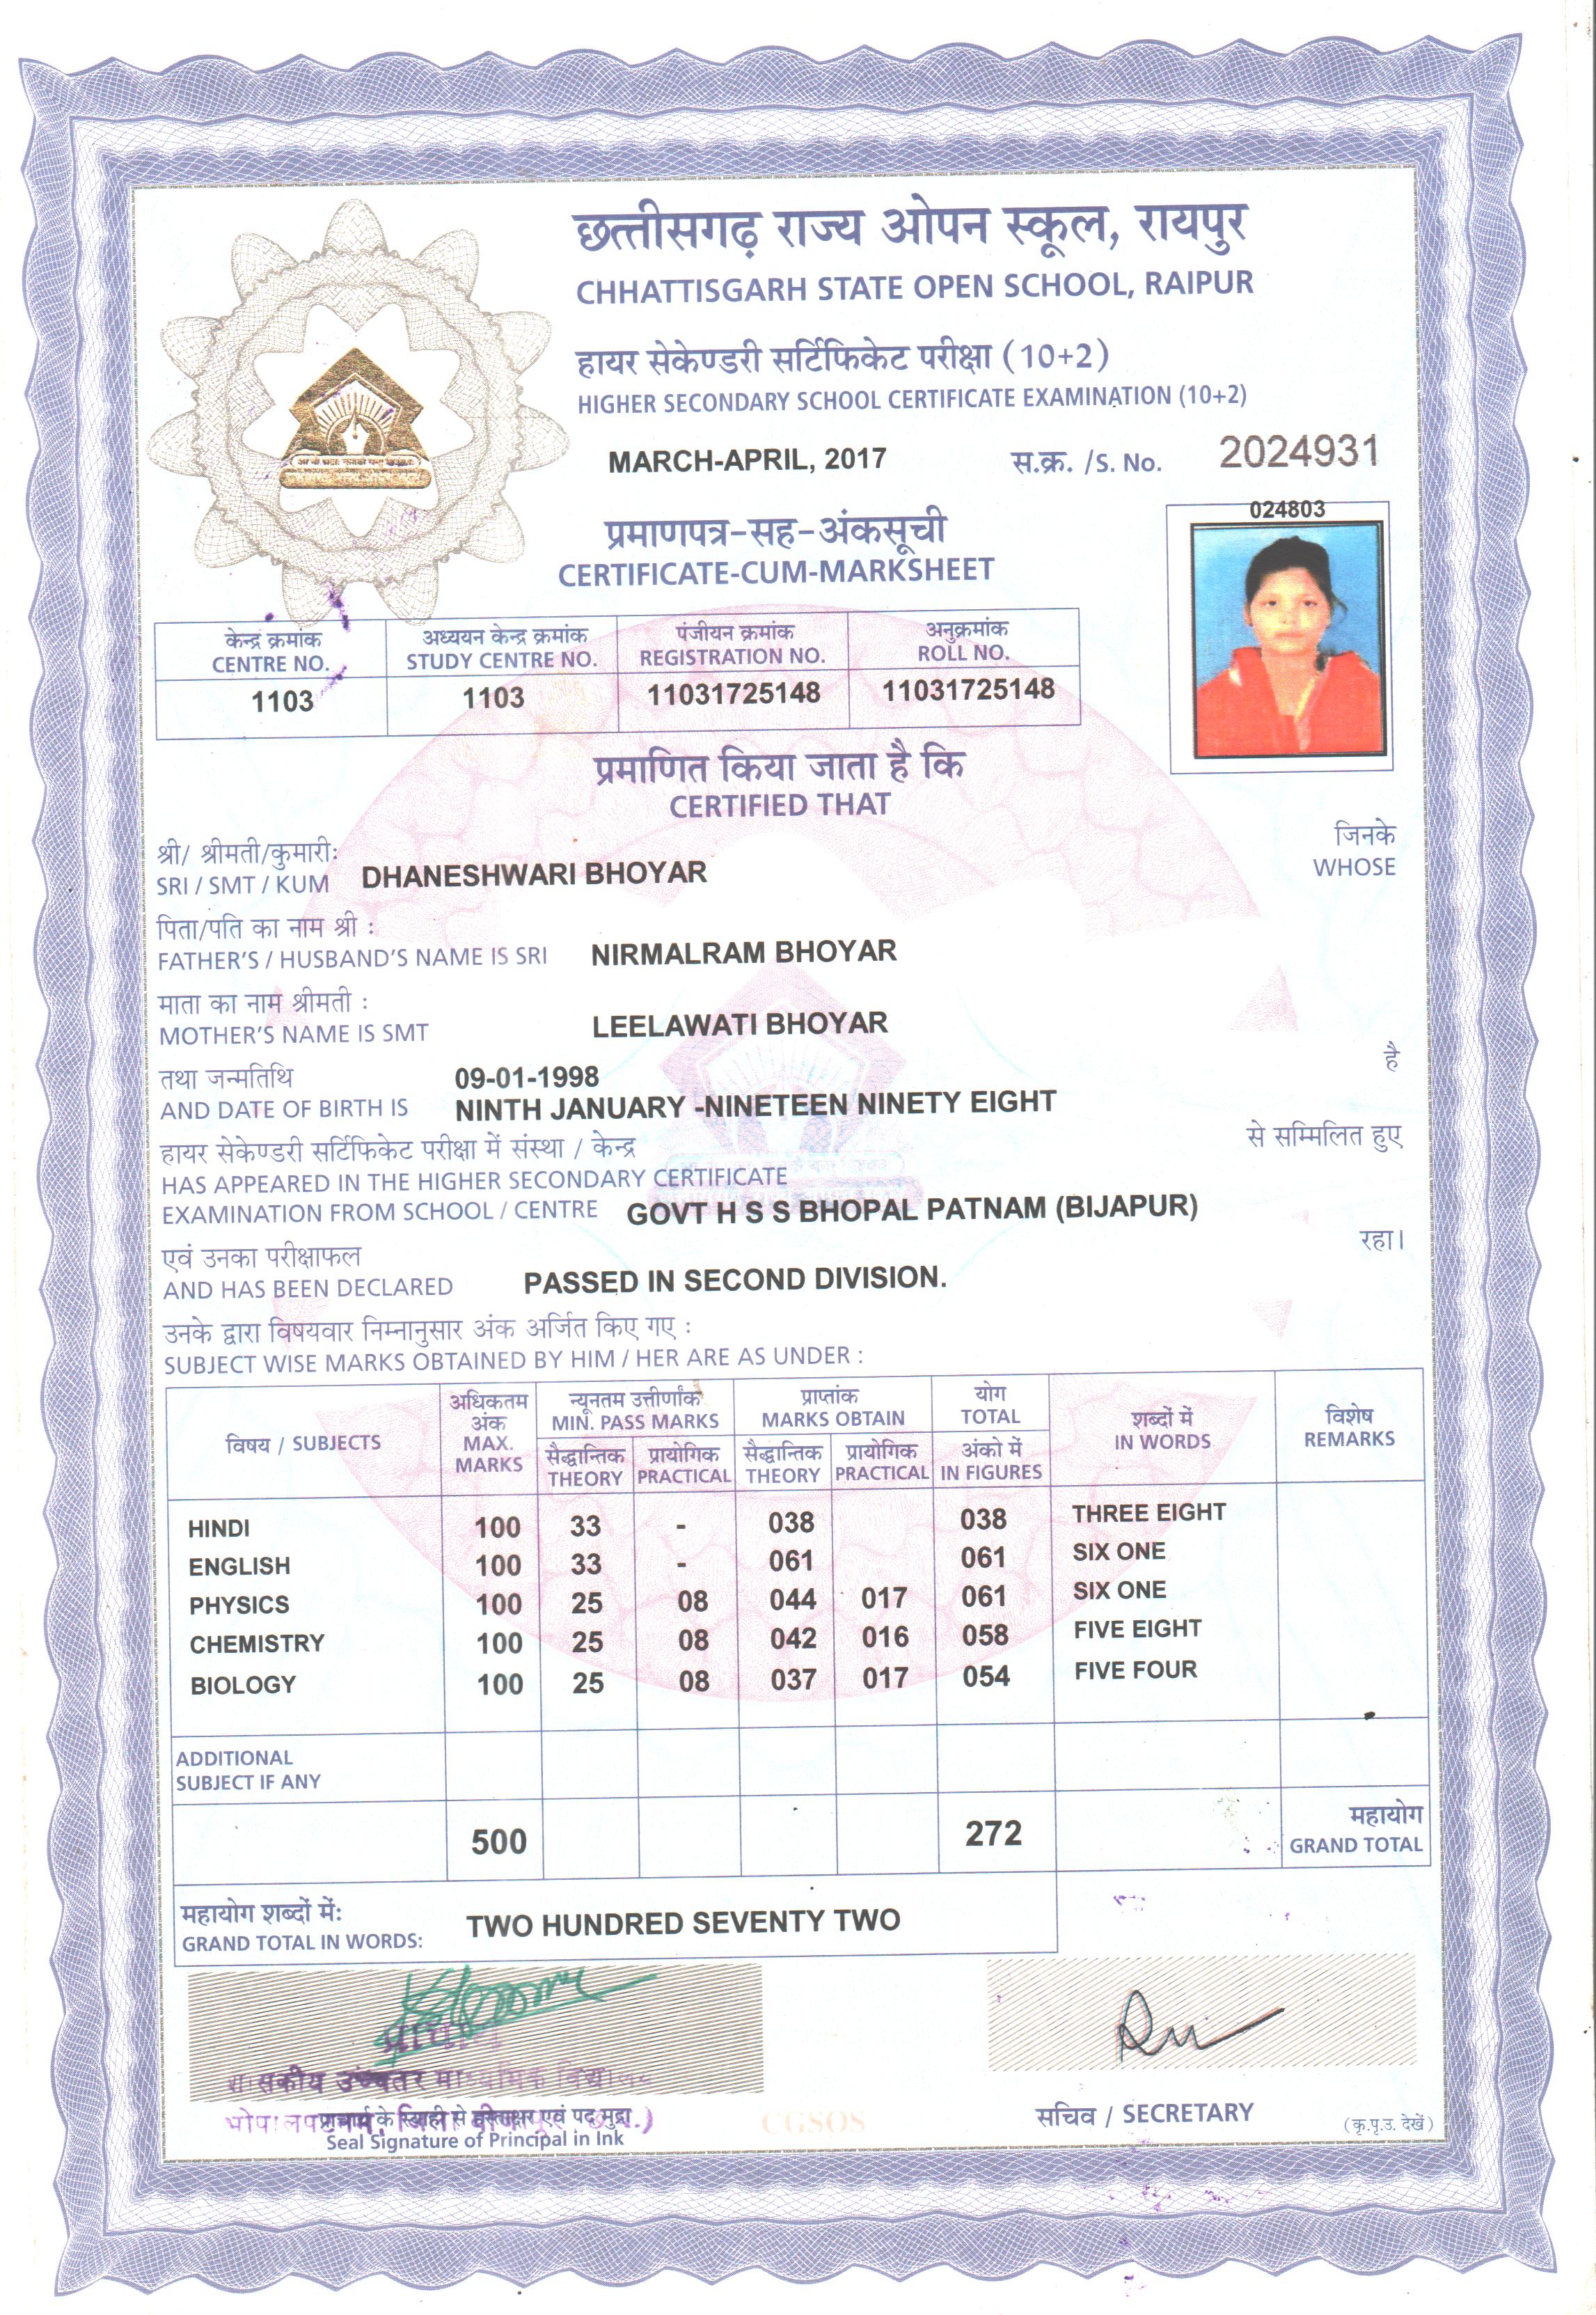 छत्तीसगढ़ राज्य ओपन स्कूल, रायपुर
CHHATTISGARH STATE OPEN SCHOOL, RAIPUR
हायर सेकेण्डरी सर्टिफिकेट परीक्षा (10+2)
HIGHER SECONDARY SCHOOL CERTIFICATE EXAMINATION (10+2)
MARCH-APRIL, 2017 स.क्र. /S. No. 2024931
024803
प्रमाणपत्र-सह-अंकसूची
CERTIFICATE-CUM-MARKSHEET
केन्द्र क्रमांक अध्ययन केन्द्र क्रमांक पंजीयन क्रमांक अनुक्रमांक
CENTRE NO. STUDY CENTRE NO. REGISTRATION NO. ROLL NO.
1103 1103 11031725148 11031725148
प्रमाणित किया जाता है कि
CERTIFIED THAT
श्री/ श्रीमती/कुमारी: जिनके
SRI / SMT / KUM DHANESHWARI BHOYAR WHOSE
पिता/पति का नाम श्री :
FATHER'S / HUSBAND'S NAME IS SRI NIRMALRAM BHOYAR
माता का नाम श्रीमती :
MOTHER'S NAME IS SMT LEELAWATI BHOYAR
तथा जन्मतिथि 09-01-1998 है
AND DATE OF BIRTH IS NINTH JANUARY -NINETEEN NINETY EIGHT
हायर सेकेण्डरी सर्टिफिकेट परीक्षा में संस्था / केन्द्र से सम्मिलित हुए
HAS APPEARED IN THE HIGHER SECONDARY CERTIFICATE
EXAMINATION FROM SCHOOL / CENTRE GOVT H S S BHOPAL PATNAM (BIJAPUR)
एवं उनका परीक्षाफल रहा।
AND HAS BEEN DECLARED PASSED IN SECOND DIVISION.
उनके द्वारा विषयवार निम्नानुसार अंक अर्जित किए गए :
SUBJECT WISE MARKS OBTAINED BY HIM / HER ARE AS UNDER :
विषय / SUBJECTS अधिकतम अंक MAX. MARKS न्यूनतम उत्तीर्णांक MIN. PASS MARKS प्राप्तांक MARKS OBTAIN योग TOTAL शब्दों में IN WORDS विशेष REMARKS
सैद्धान्तिक प्रायोगिक सैद्धान्तिक प्रायोगिक अंको में
THEORY PRACTICAL THEORY PRACTICAL IN FIGURES
HINDI 100 33 - 038 038 THREE EIGHT
ENGLISH 100 33 - 061 061 SIX ONE
PHYSICS 100 25 08 044 017 061 SIX ONE
CHEMISTRY 100 25 08 042 016 058 FIVE EIGHT
BIOLOGY 100 25 08 037 017 054 FIVE FOUR
ADDITIONAL
SUBJECT IF ANY
500 272 महायोग
GRAND TOTAL
महायोग शब्दों में:
GRAND TOTAL IN WORDS: TWO HUNDRED SEVENTY TWO
शासकीय उच्चतर माध्यमिक विद्यालय
प्राचार्य के स्याही से हस्ताक्षर एवं पद मुद्रा
Seal Signature of Principal in Ink
CGSOS
सचिव / SECRETARY
(कृ.पृ.उ. देखें)